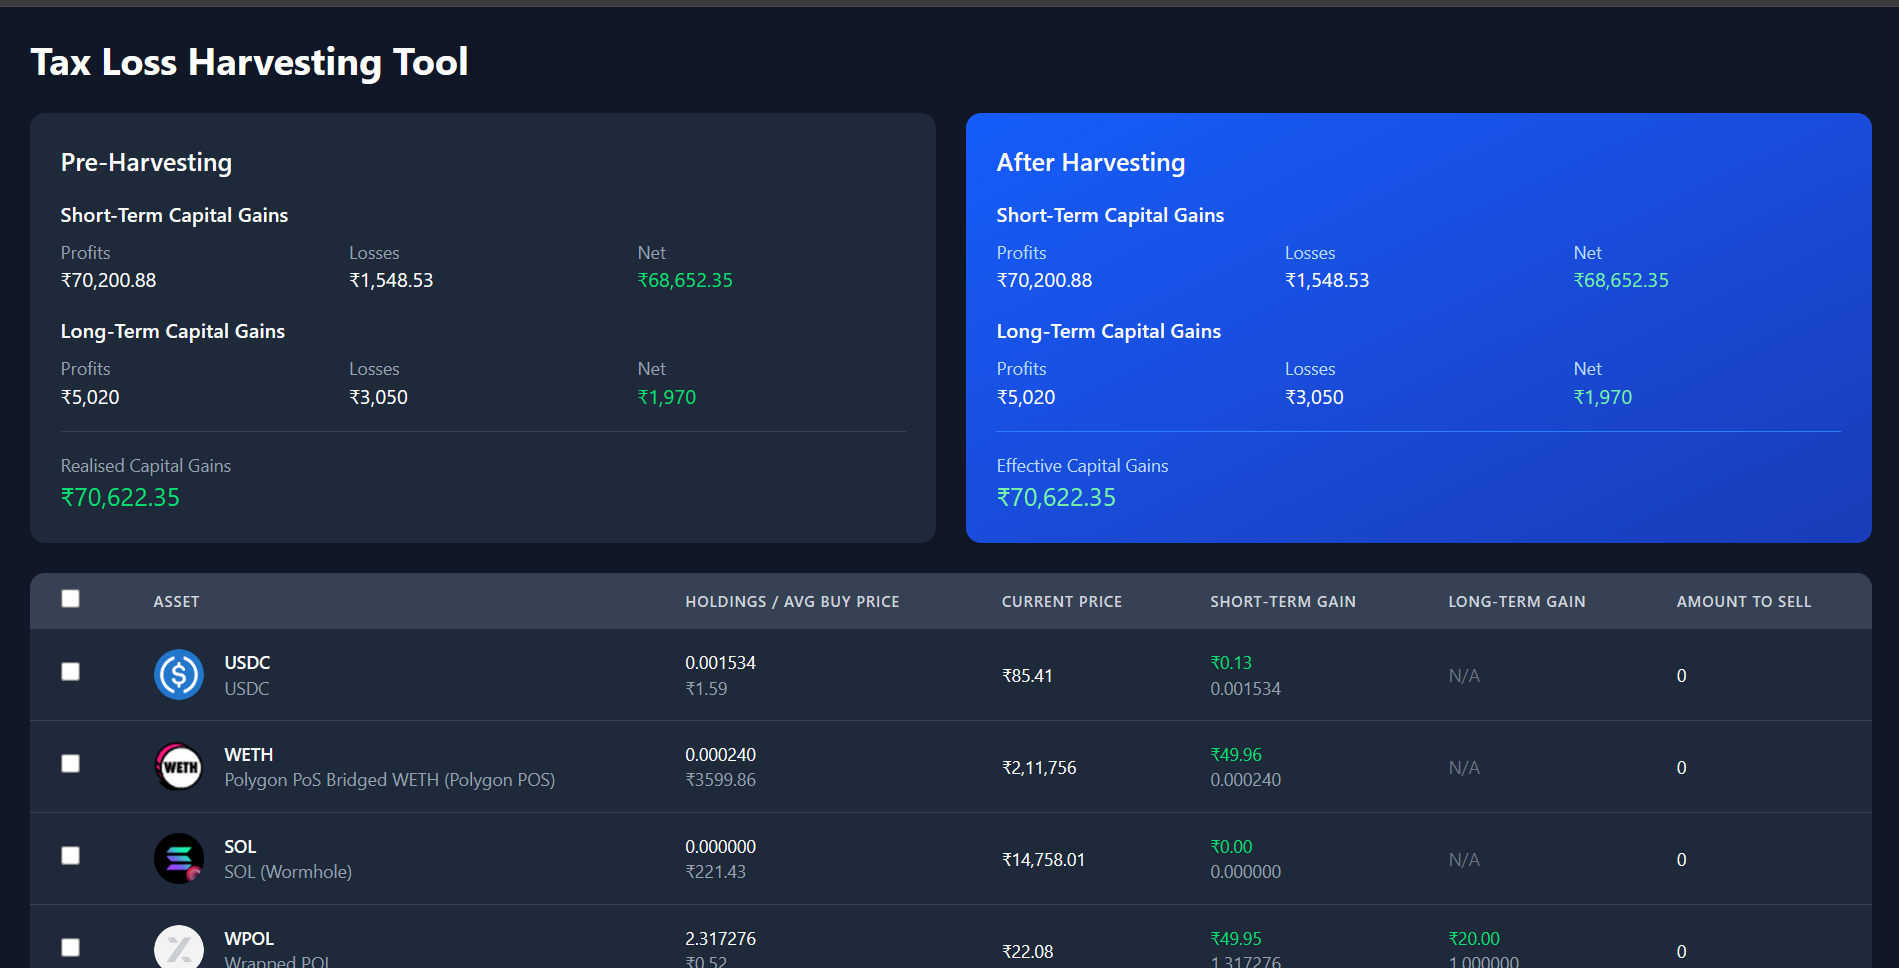 Tax Loss Harvesting Tool
Pre-Harvesting
Short-Term Capital Gains
Profits Losses Net
₹70,200.88 ₹1,548.53 ₹68,652.35
Long-Term Capital Gains
Profits Losses Net
₹5,020 ₹3,050 ₹1,970
Realised Capital Gains
₹70,622.35
After Harvesting
Short-Term Capital Gains
Profits Losses Net
₹70,200.88 ₹1,548.53 ₹68,652.35
Long-Term Capital Gains
Profits Losses Net
₹5,020 ₹3,050 ₹1,970
Effective Capital Gains
₹70,622.35
ASSET HOLDINGS / AVG BUY PRICE CURRENT PRICE SHORT-TERM GAIN LONG-TERM GAIN AMOUNT TO SELL
USDC 0.001534 ₹85.41 ₹0.13 N/A 0
USDC ₹1.59 0.001534
WETH WETH 0.000240 ₹2,11,756 ₹49.96 N/A 0
Polygon PoS Bridged WETH (Polygon POS) ₹3599.86 0.000240
SOL 0.000000 ₹14,758.01 ₹0.00 N/A 0
SOL (Wormhole) ₹221.43 0.000000
WPOL 2.317276 ₹22.08 ₹49.95 ₹20.00 0
Wrapped POL ₹0.52 1.317276 1.000000